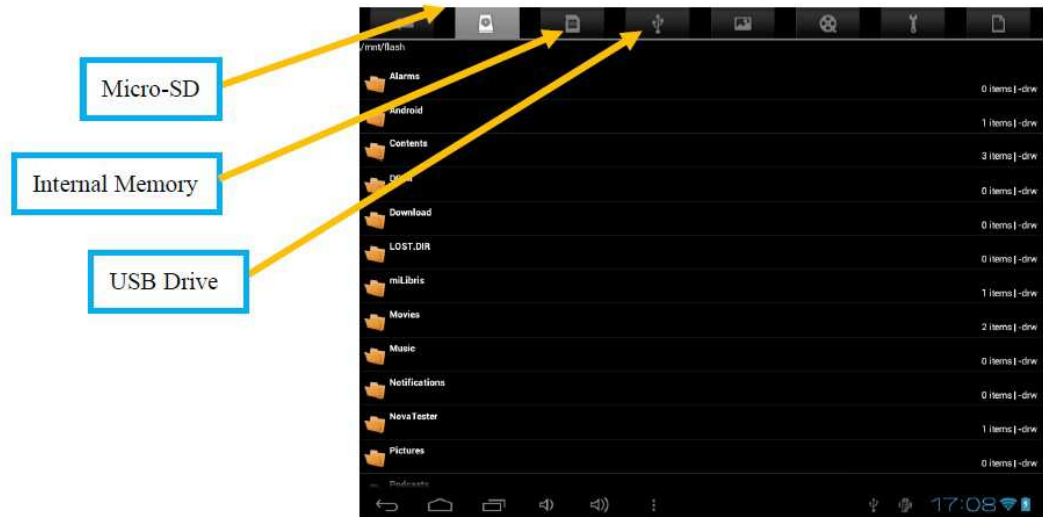 Micro-SD
Internal Memory
USB Drive
/mnt/flash
Alarms
0 items | -drw
Android
1 items | -drw
Contents
3 items | -drw
0 items | -drw
Download
0 items | -drw
LOST.DIR
0 items | -drw
miLibris
1 items | -drw
Movies
2 items | -drw
Music
0 items | -drw
Notifications
0 items | -drw
NovaTester
1 items | -drw
Pictures
0 items | -drw
Podcasts
17:08